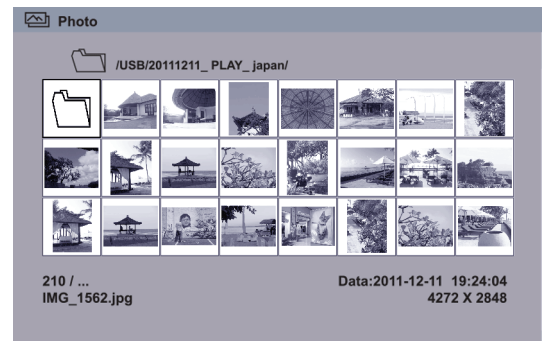 Photo
/USB/20111211_ PLAY_ japan/
210 / ...
Data:2011-12-11 19:24:04
IMG_1562.jpg
4272 X 2848